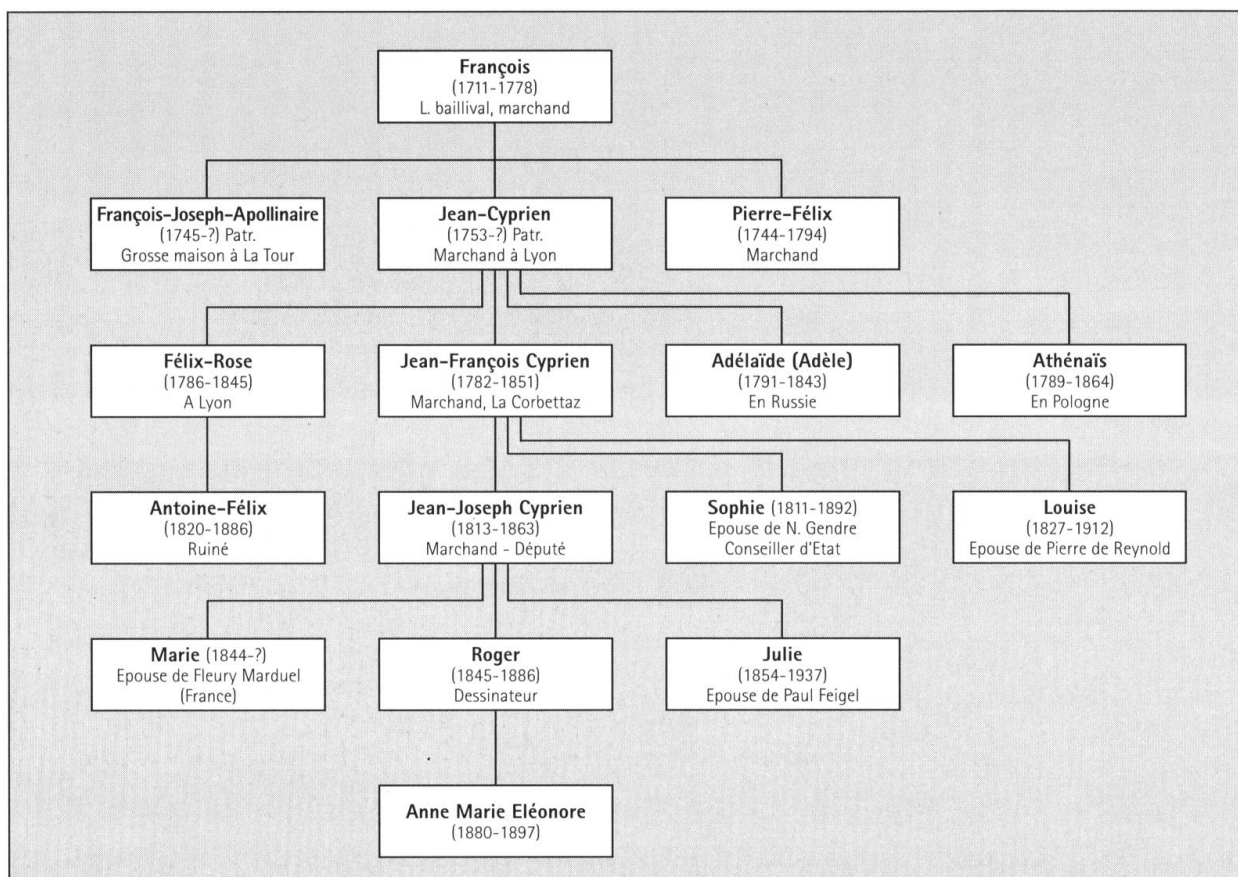 François
(1711-1778)
L. baillival, marchand
François-Joseph-Apollinaire
(1745-?) Patr.
Grosse maison à La Tour
Jean-Cyprien
(1753-?) Patr.
Marchand à Lyon
Pierre-Félix
(1744-1794)
Marchand
Félix-Rose
(1786-1845)
A Lyon
Jean-François Cyprien
(1782-1851)
Marchand, La Corbettaz
Adélaïde (Adèle)
(1791-1843)
En Russie
Athénaïs
(1789-1864)
En Pologne
Antoine-Félix
(1820-1886)
Ruiné
Jean-Joseph Cyprien
(1813-1863)
Marchand - Député
Sophie (1811-1892)
Epouse de N. Gendre
Conseiller d'Etat
Louise
(1827-1912)
Epouse de Pierre de Reynold
Marie (1844-?)
Epouse de Fleury Marduel
(France)
Roger
(1845-1886)
Dessinateur
Julie
(1854-1937)
Epouse de Paul Feigel
Anne Marie Eléonore
(1880-1897)